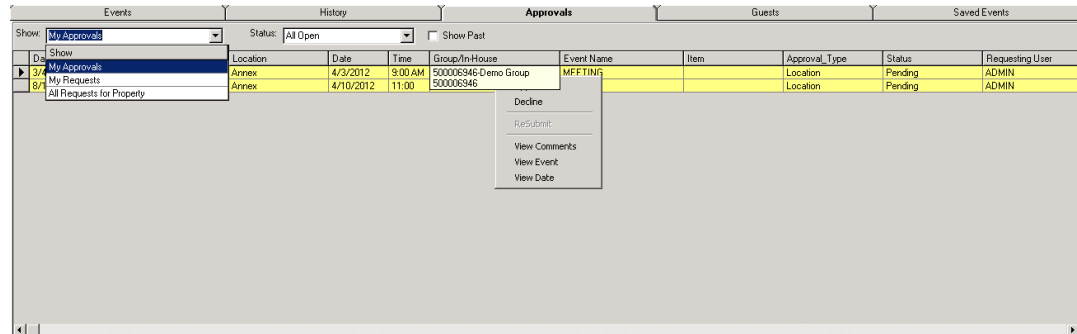 Events History Approvals Guests Saved Events
Show: My Approvals Status: All Open Show Past
Show
My Approvals
My Requests
All Requests for Property
Location Date Time Group/In-House Event Name Item Approval_Type Status Requesting User
Annex 4/3/2012 9:00 AM 500006946-Demo Group MEETING Location Pending ADMIN
Annex 4/10/2012 11:00 500006946 Location Pending ADMIN
Decline
ReSubmit
View Comments
View Event
View Date